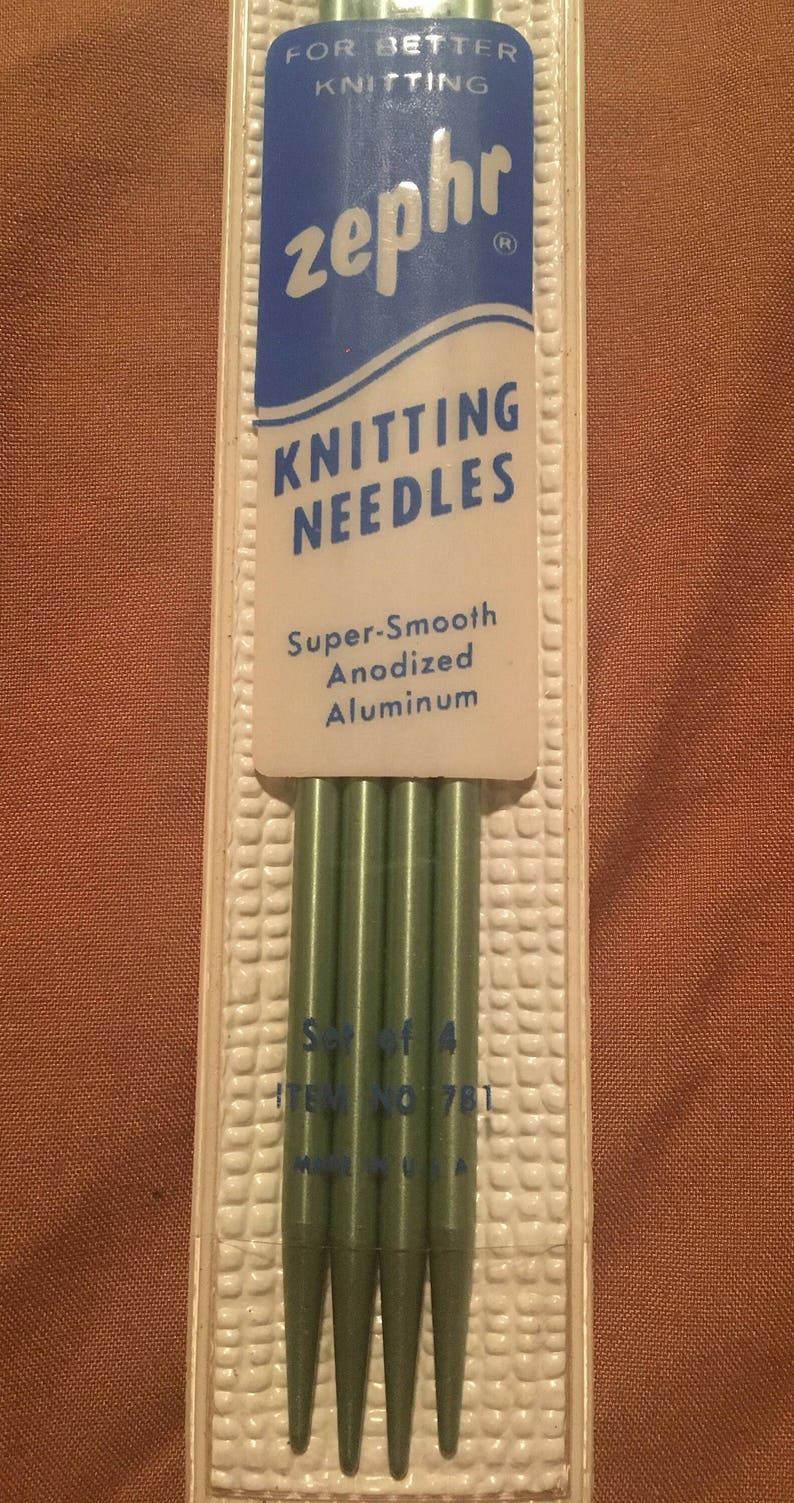 FOR BETTER
KNITTING
zephr
®
KNITTING
NEEDLES
Super-Smooth
Anodized
Aluminum
Set of 4
ITEM NO 781
MADE IN U S A